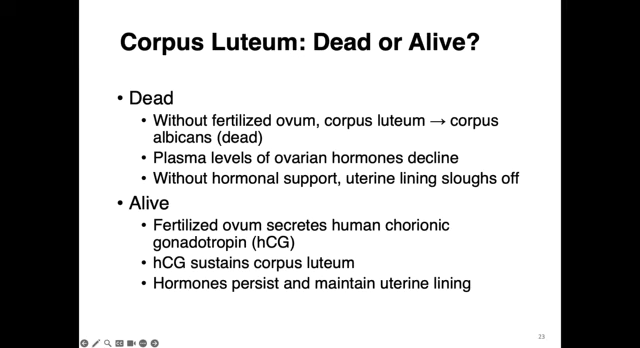 Corpus Luteum: Dead or Alive?
• Dead
• Without fertilized ovum, corpus luteum → corpus
albicans (dead)
• Plasma levels of ovarian hormones decline
• Without hormonal support, uterine lining sloughs off
• Alive
• Fertilized ovum secretes human chorionic
gonadotropin (hCG)
• hCG sustains corpus luteum
• Hormones persist and maintain uterine lining
23